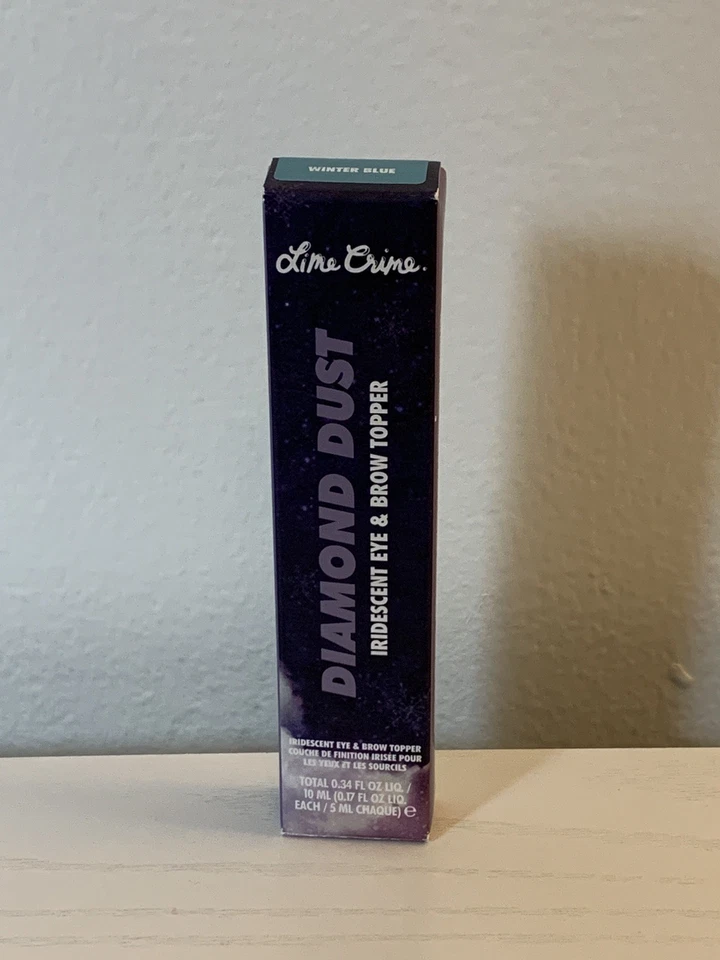 WINTER BLUE
Lime Crime.
DIAMOND DUST
IRIDESCENT EYE & BROW TOPPER
IRIDESCENT EYE & BROW TOPPER
COUCHE DE FINITION IRISÉE POUR
LES YEUX ET LES SOURCILS
TOTAL 0.34 FL OZ LIQ. /
10 ML (0.17 FL OZ LIQ.
EACH / 5 ML CHAQUE) ℮